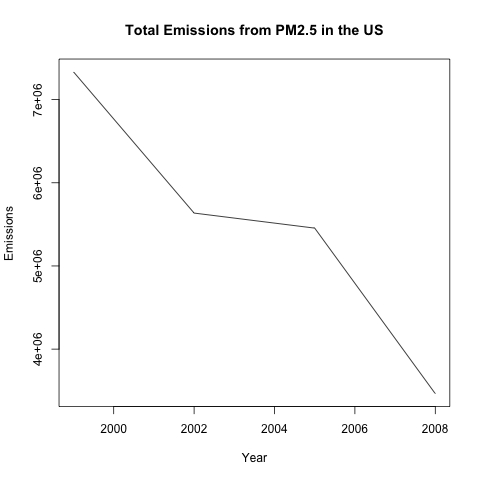 Total Emissions from PM2.5 in the US
Emissions
7e+06
6e+06
5e+06
4e+06
2000 2002 2004 2006 2008
Year